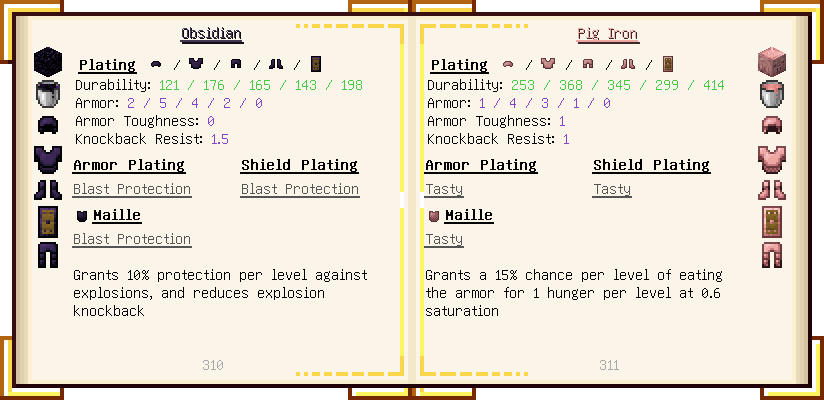 Obsidian
Plating / / / /
Durability: 121 / 176 / 165 / 143 / 198
Armor: 2 / 5 / 4 / 2 / 0
Armor Toughness: 0
Knockback Resist: 1.5
Armor Plating Shield Plating
Blast Protection Blast Protection
Maille
Blast Protection
Grants 10% protection per level against
explosions, and reduces explosion
knockback
310
Pig Iron
Plating / / / /
Durability: 253 / 368 / 345 / 299 / 414
Armor: 1 / 4 / 3 / 1 / 0
Armor Toughness: 1
Knockback Resist: 1
Armor Plating Shield Plating
Tasty Tasty
Maille
Tasty
Grants a 15% chance per level of eating
the armor for 1 hunger per level at 0.6
saturation
311